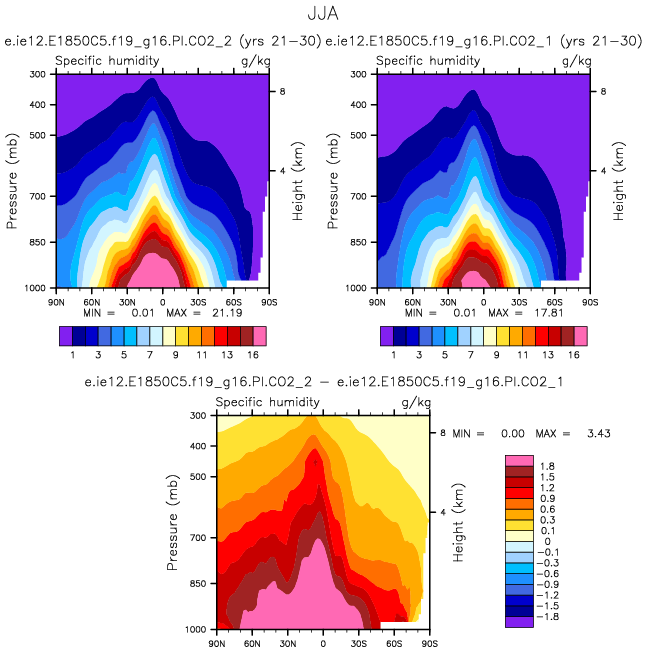 JJA
e.ie12.E1850C5.f19_g16.PI.CO2_2 (yrs 21-30) e.ie12.E1850C5.f19_g16.PI.CO2_1 (yrs 21-30)
Specific humidity g/kg Specific humidity g/kg
300 300
400 8 400 8
500 500
4 4
700 700
850 850
1000 1000
Pressure (mb) Height (km) Pressure (mb) Height (km)
90N 60N 30N 0 30S 60S 90S 90N 60N 30N 0 30S 60S 90S
MIN = 0.01 MAX = 21.19 MIN = 0.01 MAX = 17.81
1 3 5 7 9 11 13 16 1 3 5 7 9 11 13 16
e.ie12.E1850C5.f19_g16.PI.CO2_2 - e.ie12.E1850C5.f19_g16.PI.CO2_1
Specific humidity g/kg
300
400 8
500
4
700
850
1000
Pressure (mb) Height (km)
90N 60N 30N 0 30S 60S 90S
MIN = 0.00 MAX = 3.43
1.8
1.5
1.2
0.9
0.6
0.3
0.1
0
-0.1
-0.3
-0.6
-0.9
-1.2
-1.5
-1.8